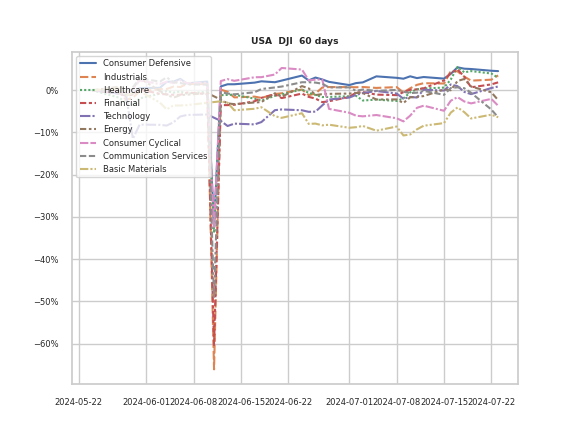 USA DJI 60 days
Consumer Defensive
Industrials
Healthcare
Financial
Technology
Energy
Consumer Cyclical
Communication Services
Basic Materials
0%
−10%
−20%
−30%
−40%
−50%
−60%
2024-05-22 2024-06-01 2024-06-08 2024-06-15 2024-06-22 2024-07-01 2024-07-08 2024-07-15 2024-07-22